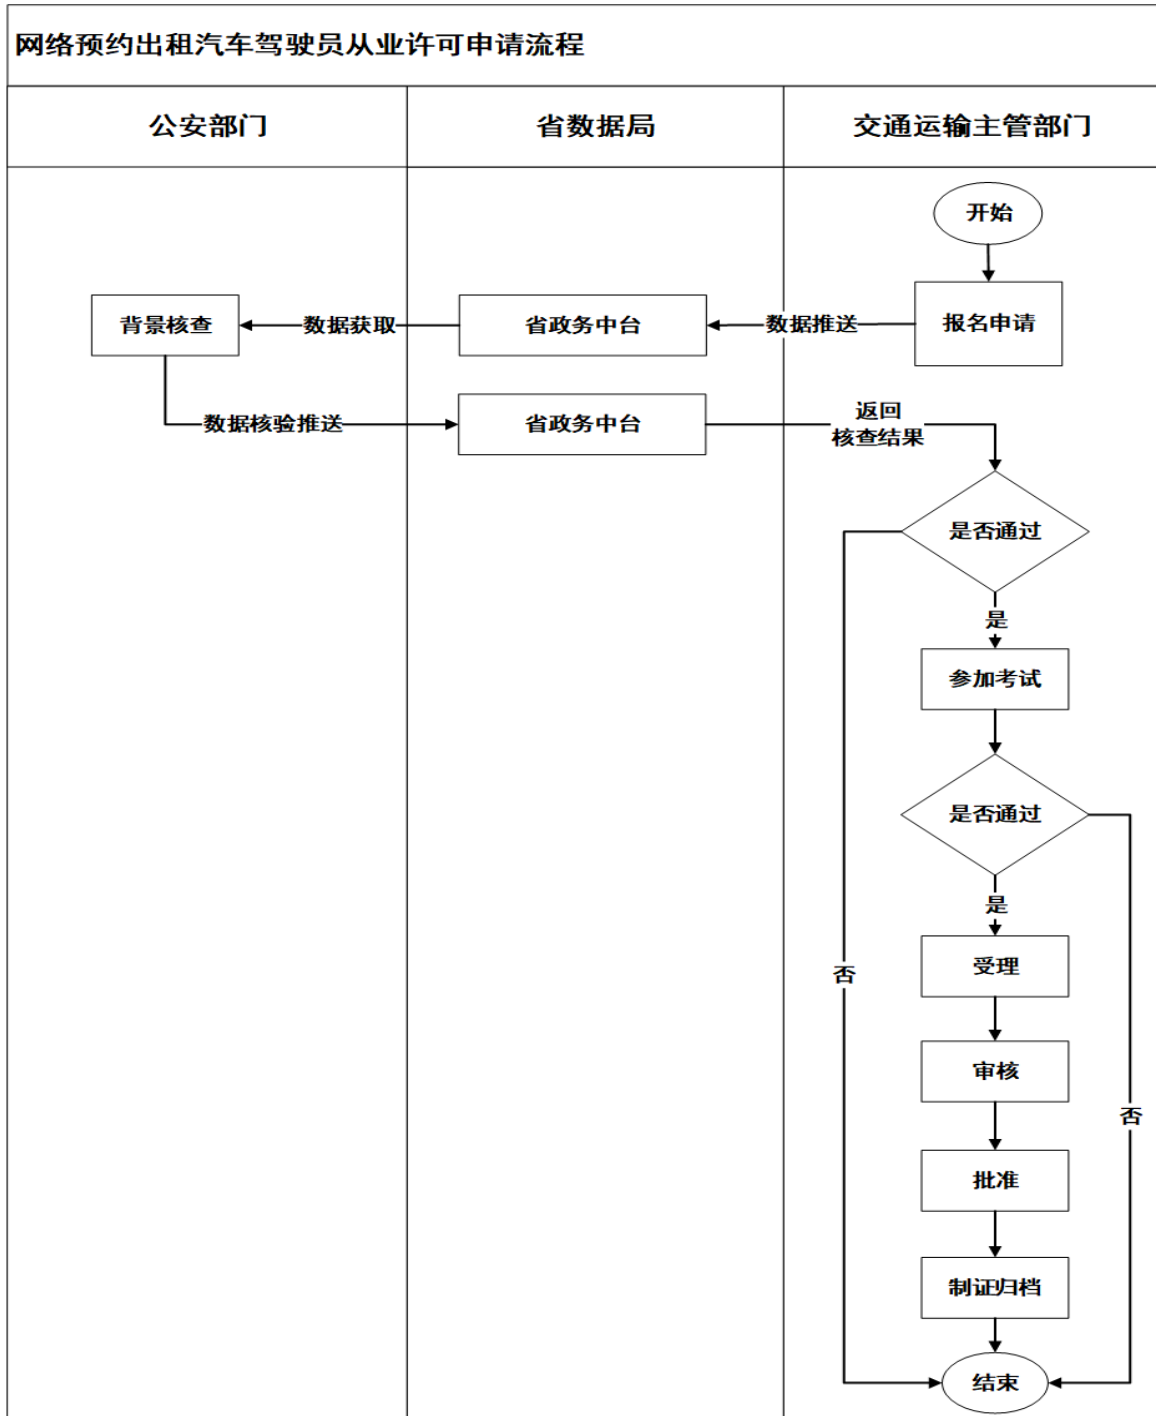 网络预约出租汽车驾驶员从业许可申请流程
公安部门
省数据局
交通运输主管部门
开始
背景核查
数据获取
省政务中台
数据推送
报名申请
数据核验推送
省政务中台
返回
核查结果
是否通过
是
参加考试
是否通过
是
受理
否
审核
否
批准
制证归档
结束